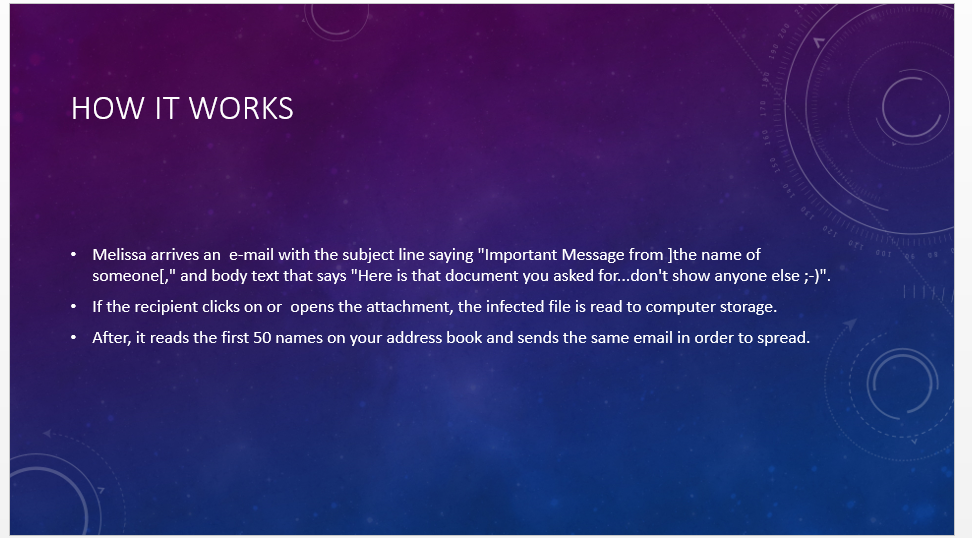 HOW IT WORKS
• Melissa arrives an  e-mail with the subject line saying "Important Message from ]the name of
someone[," and body text that says "Here is that document you asked for...don't show anyone else ;-)".
• If the recipient clicks on or  opens the attachment, the infected file is read to computer storage.
• After, it reads the first 50 names on your address book and sends the same email in order to spread.